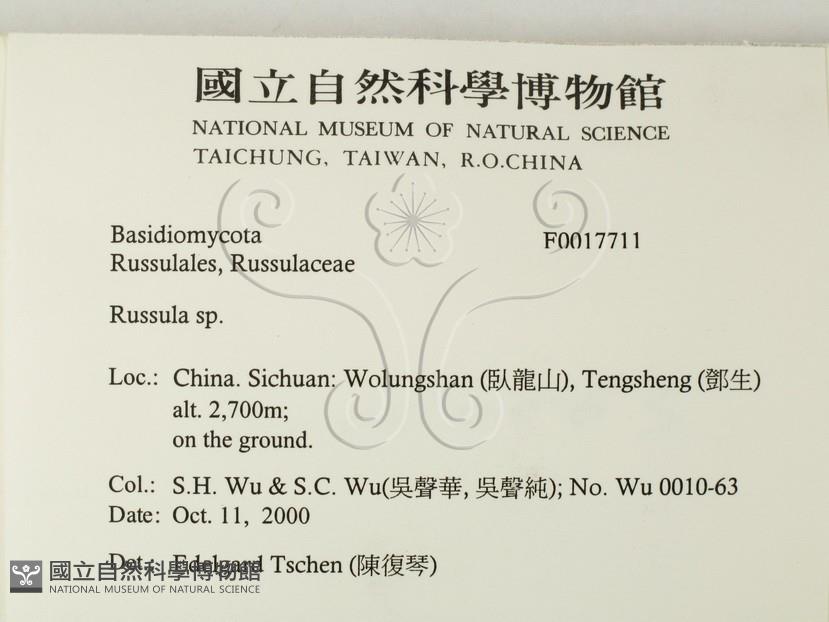 國立自然科學博物館
NATIONAL MUSEUM OF NATURAL SCIENCE
TAICHUNG, TAIWAN, R.O.CHINA
Basidiomycota F0017711
Russulales, Russulaceae
Russula sp.
Loc.: China. Sichuan: Wolungshan (臥龍山), Tengsheng (鄧生)
alt. 2,700m;
on the ground.
Col.: S.H. Wu & S.C. Wu(吳聲華, 吳聲純); No. Wu 0010-63
Date: Oct. 11, 2000
Det.: Edelgard Tschen (陳復琴)
國立自然科學博物館
NATIONAL MUSEUM OF NATURAL SCIENCE